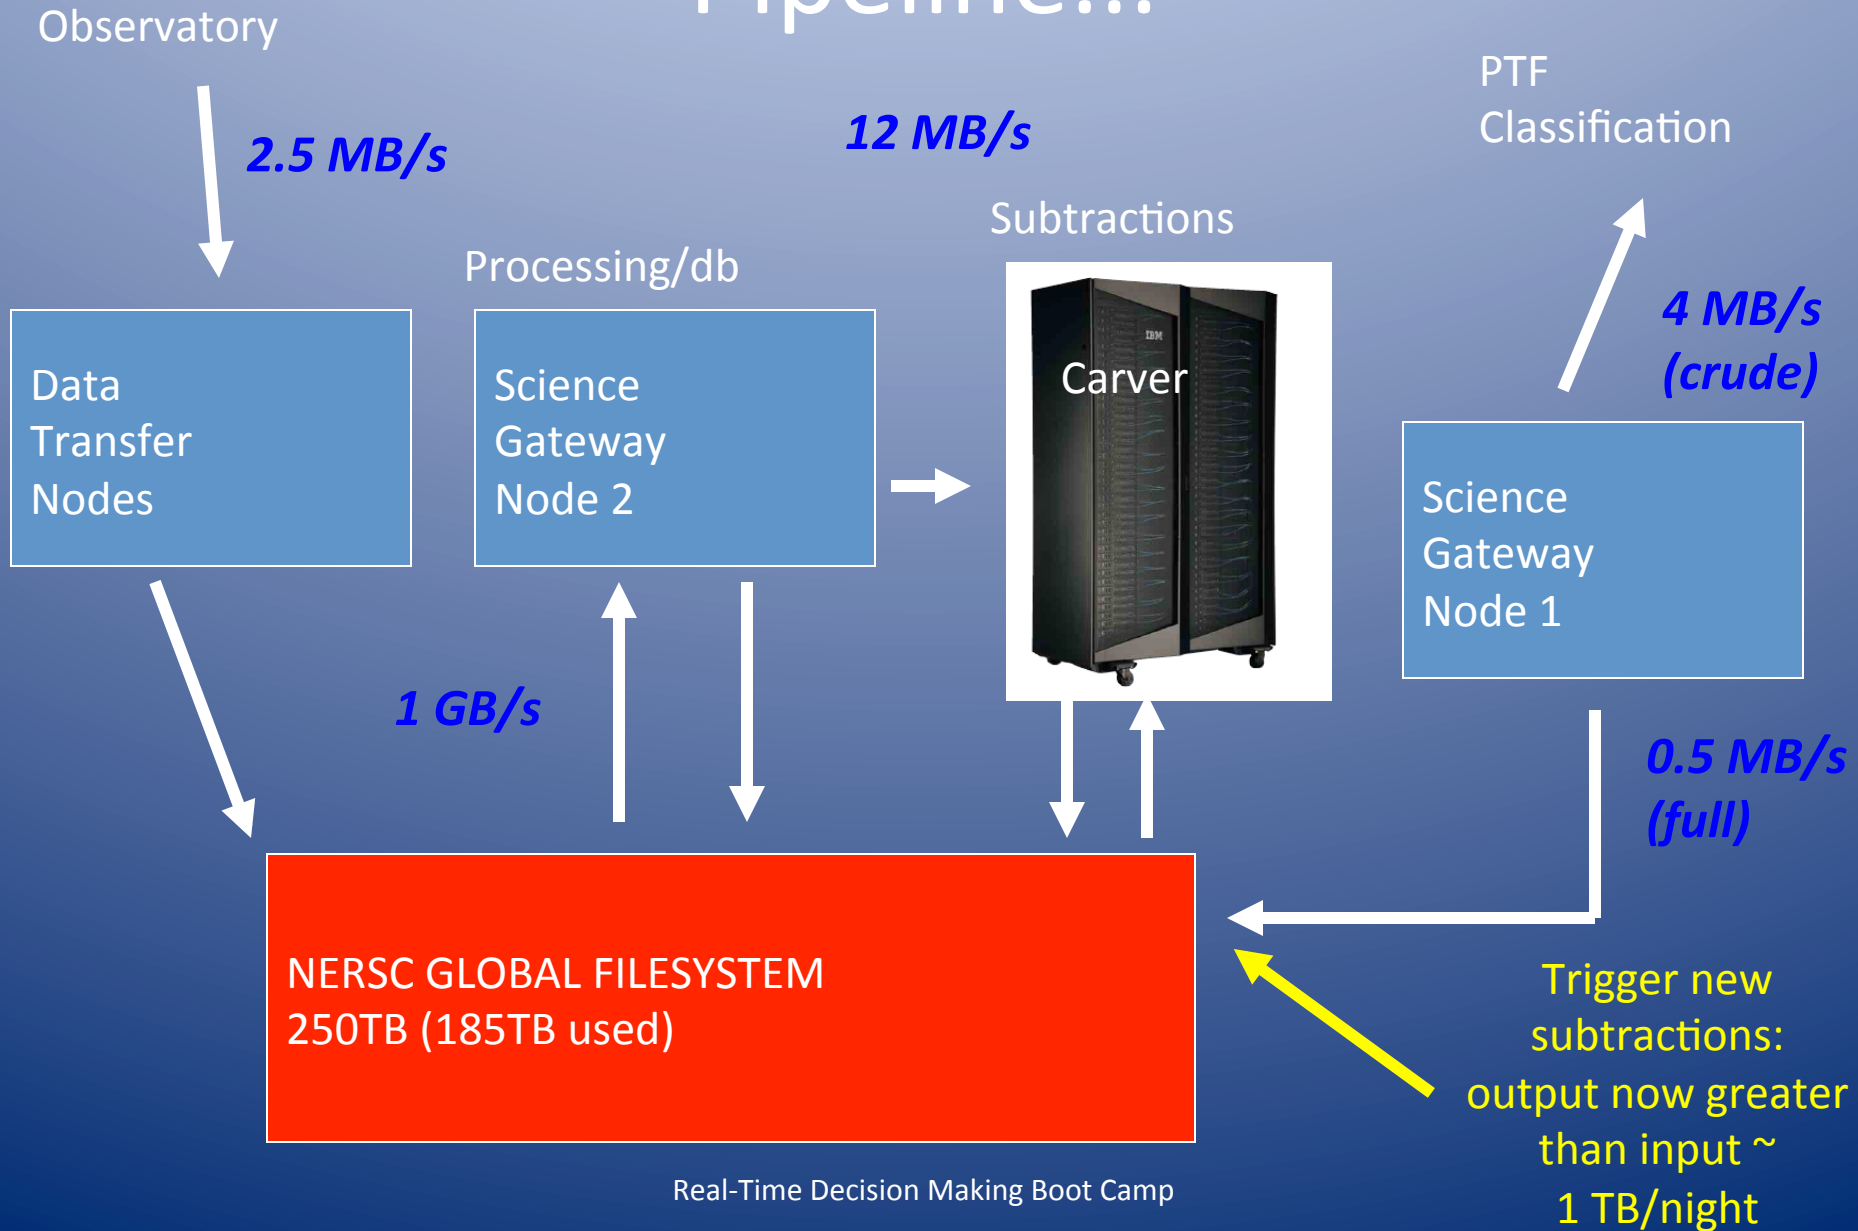 Pipeline...
Observatory
2.5 MB/s
12 MB/s
PTF
Classification
Subtractions
Processing/db
4 MB/s
(crude)
Data
Transfer
Nodes
Science
Gateway
Node 2
IBM
Carver
Science
Gateway
Node 1
1 GB/s
0.5 MB/s
(full)
NERSC GLOBAL FILESYSTEM
250TB (185TB used)
Trigger new
subtractions:
output now greater
than input ~
1 TB/night
Real-Time Decision Making Boot Camp